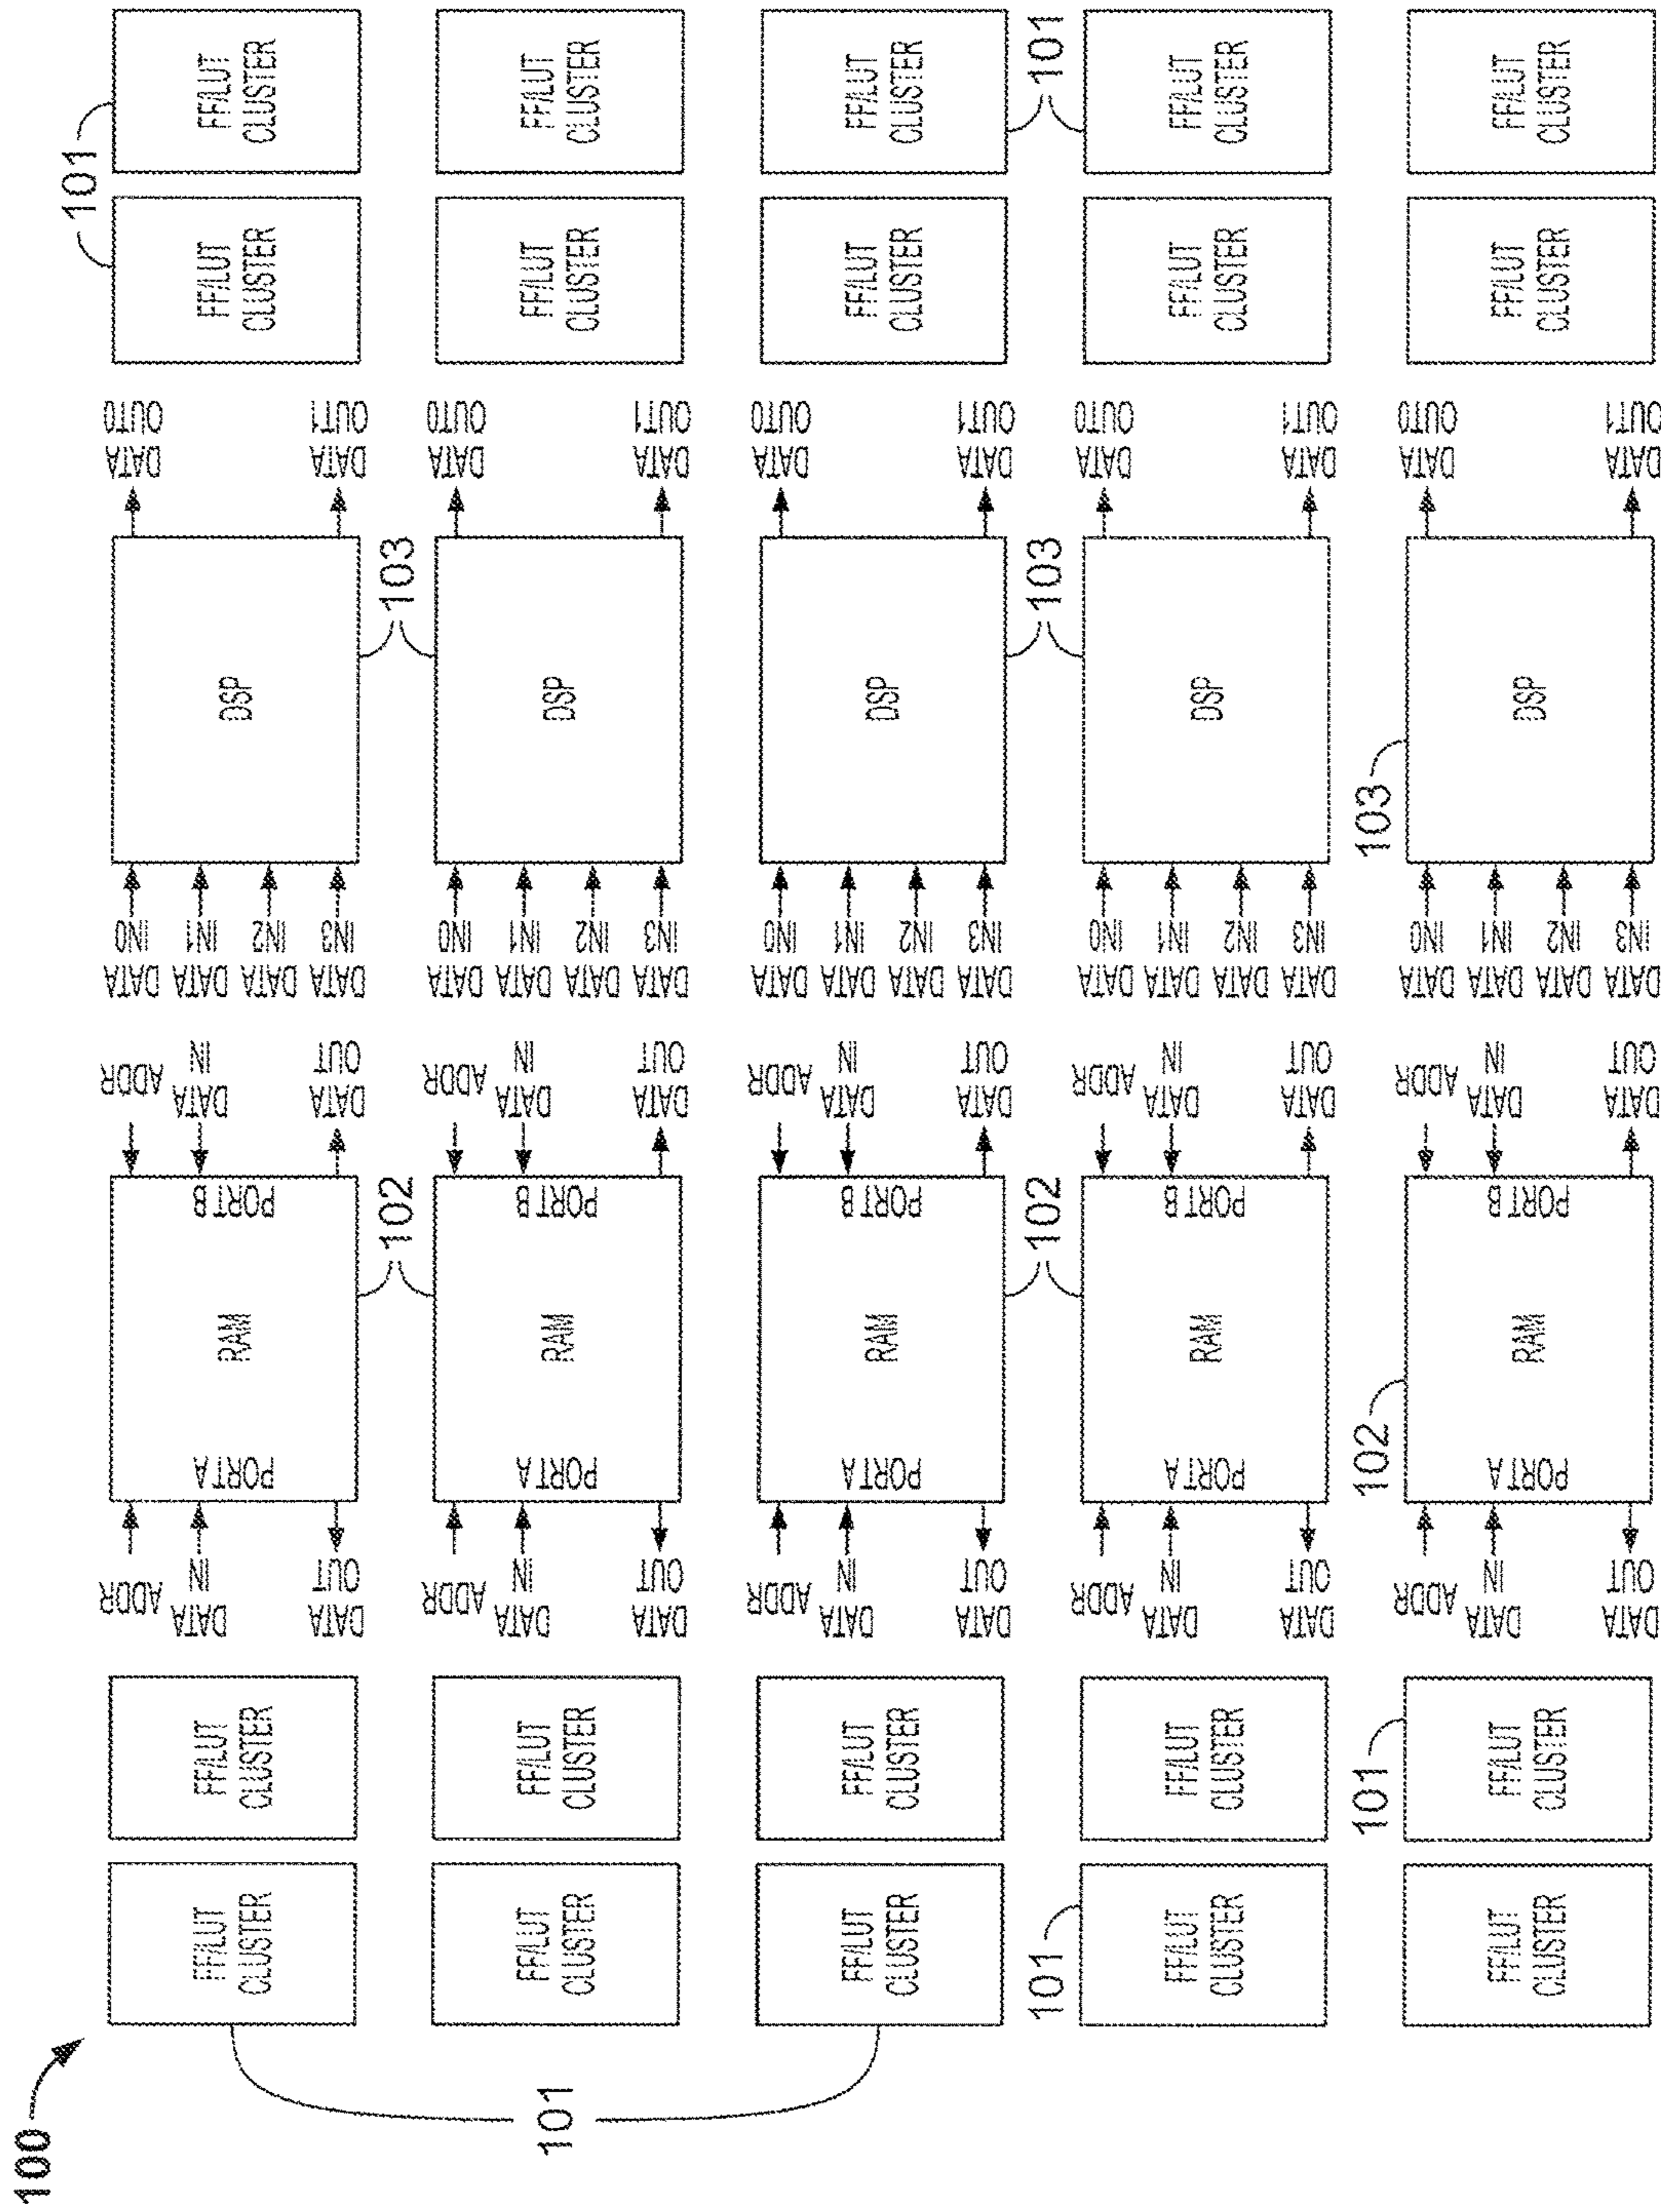 100
101
FF/LUT
CLUSTER
FF/LUT
CLUSTER
ADDR
DATA IN
DATA OUT
PORT A
RAM
PORT B
ADDR
DATA IN
DATA OUT
DATA IN0
DATA IN1
DATA IN2
DATA IN3
DSP
DATA OUT0
DATA OUT1
FF/LUT
CLUSTER
FF/LUT
CLUSTER
102
103
101
FF/LUT
CLUSTER
FF/LUT
CLUSTER
ADDR
DATA IN
DATA OUT
PORT A
RAM
PORT B
ADDR
DATA IN
DATA OUT
DATA IN0
DATA IN1
DATA IN2
DATA IN3
DSP
DATA OUT0
DATA OUT1
FF/LUT
CLUSTER
FF/LUT
CLUSTER
FF/LUT
CLUSTER
FF/LUT
CLUSTER
ADDR
DATA IN
DATA OUT
PORT A
RAM
PORT B
ADDR
DATA IN
DATA OUT
DATA IN0
DATA IN1
DATA IN2
DATA IN3
DSP
DATA OUT0
DATA OUT1
FF/LUT
CLUSTER
FF/LUT
CLUSTER
101
102
103
101
FF/LUT
CLUSTER
FF/LUT
CLUSTER
ADDR
DATA IN
DATA OUT
PORT A
RAM
PORT B
ADDR
DATA IN
DATA OUT
DATA IN0
DATA IN1
DATA IN2
DATA IN3
DSP
DATA OUT0
DATA OUT1
FF/LUT
CLUSTER
FF/LUT
CLUSTER
101
102
103
FF/LUT
CLUSTER
FF/LUT
CLUSTER
ADDR
DATA IN
DATA OUT
PORT A
RAM
PORT B
ADDR
DATA IN
DATA OUT
DATA IN0
DATA IN1
DATA IN2
DATA IN3
DSP
DATA OUT0
DATA OUT1
FF/LUT
CLUSTER
FF/LUT
CLUSTER